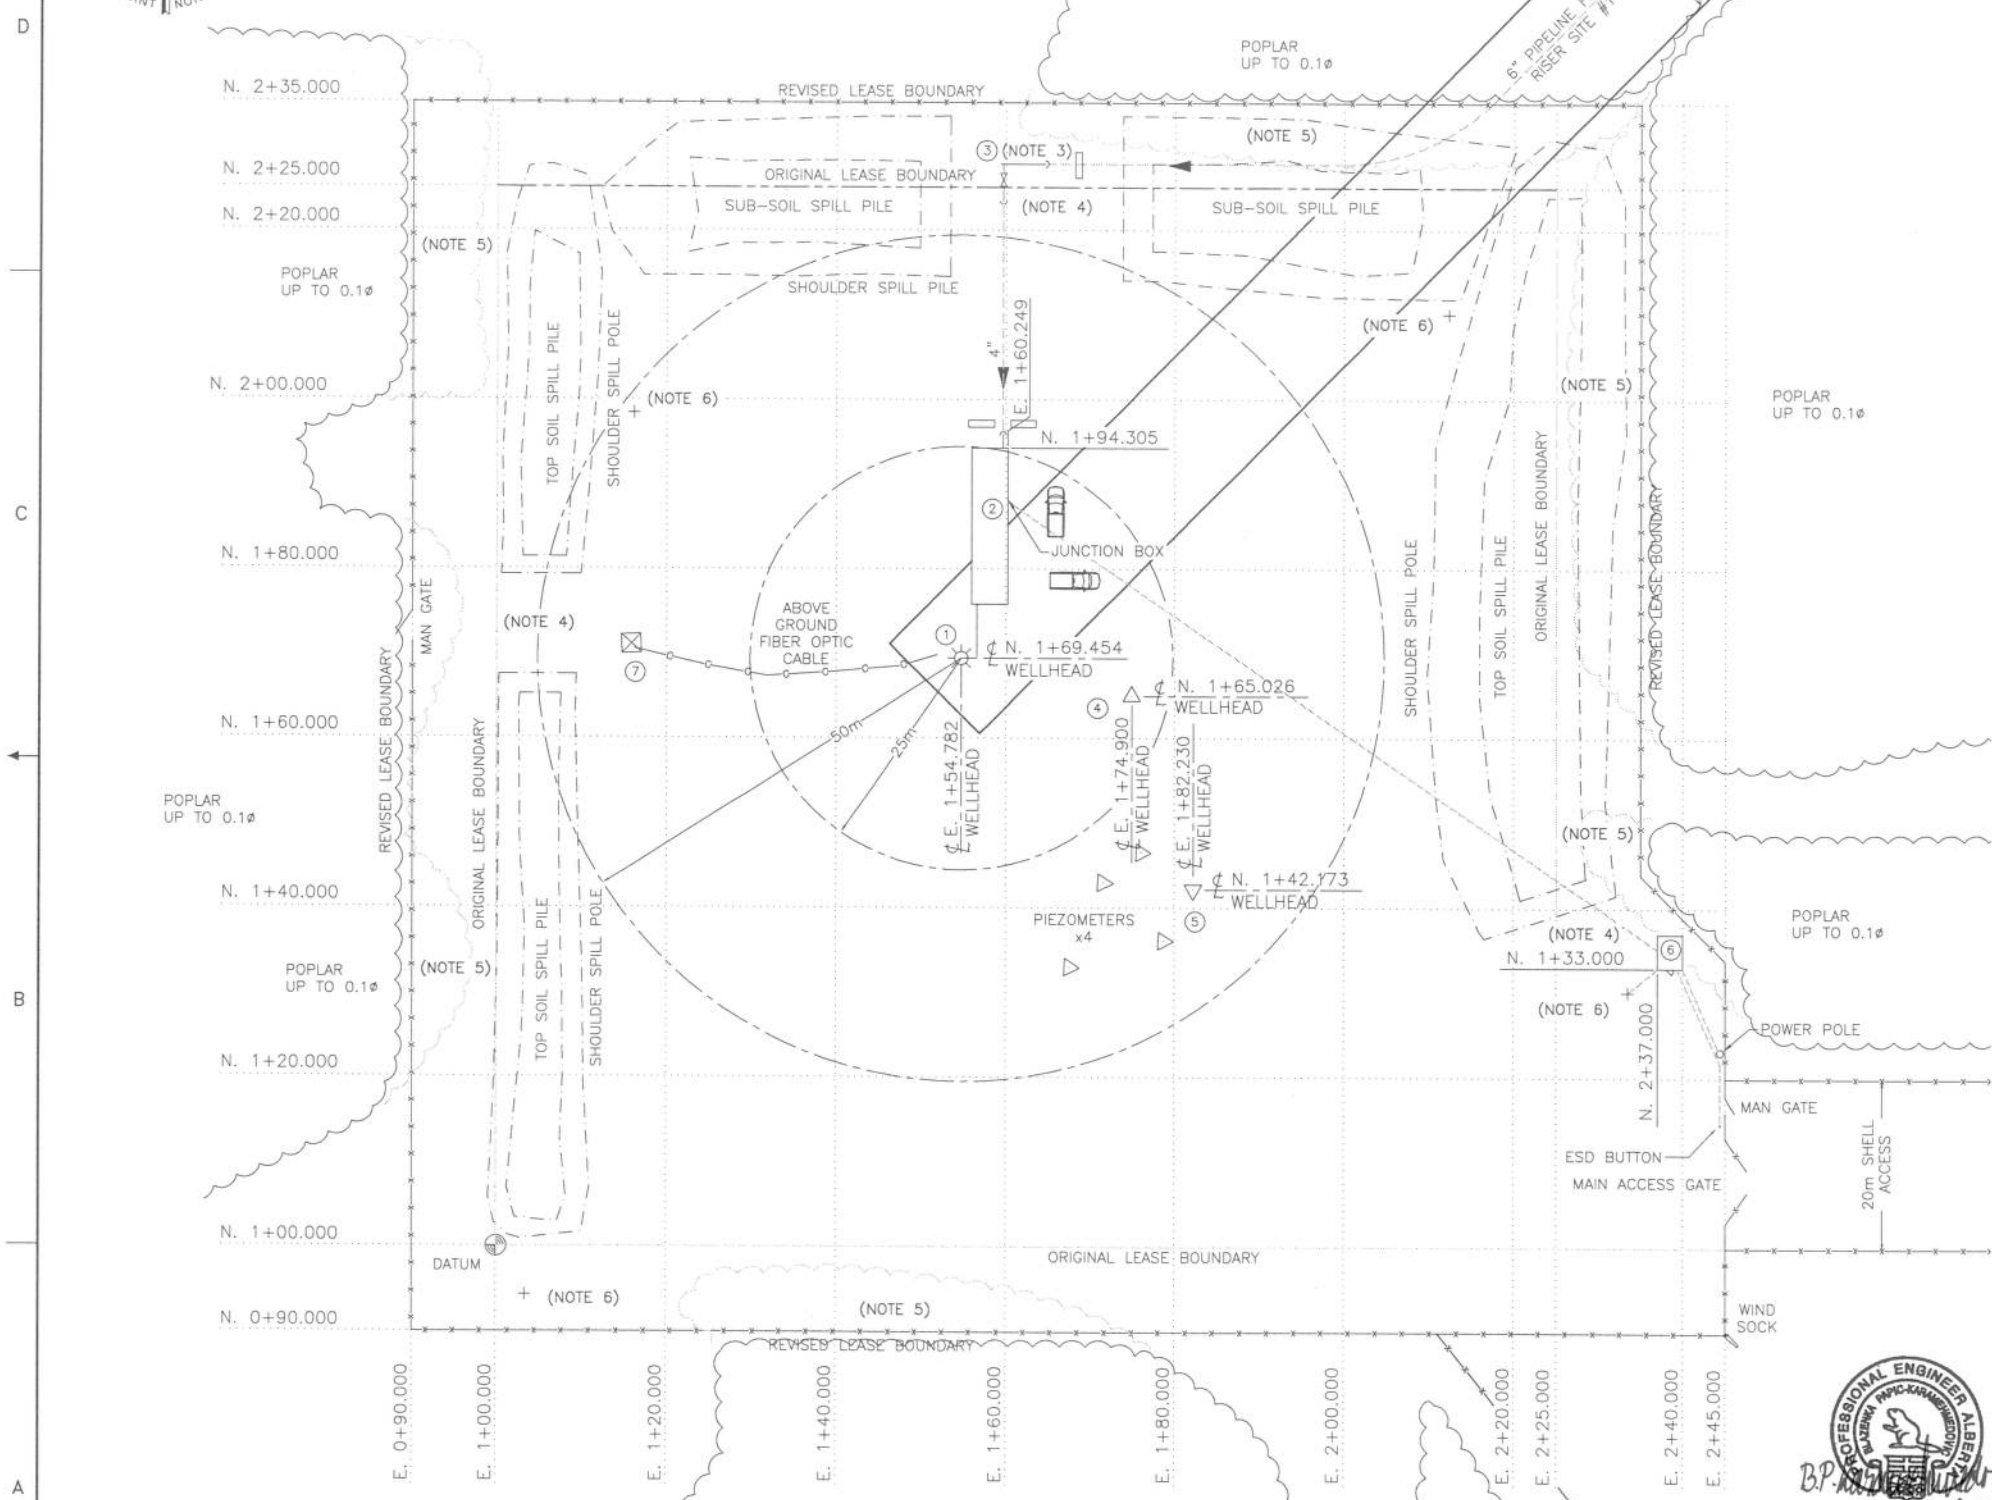 D
POPLAR
UP TO 0.1ø
6" PIPELINE
RISER SITE #1
N. 2+35.000
REVISED LEASE BOUNDARY
(NOTE 5)
③ (NOTE 3)
N. 2+25.000
ORIGINAL LEASE BOUNDARY
N. 2+20.000
SUB-SOIL SPILL PILE
(NOTE 4)
SUB-SOIL SPILL PILE
(NOTE 5)
POPLAR
UP TO 0.1ø
SHOULDER SPILL PILE
(NOTE 6)
4"
E. 1+60.249
TOP SOIL SPILL PILE
SHOULDER SPILL POLE
N. 2+00.000
(NOTE 6)
(NOTE 5)
POPLAR
UP TO 0.1ø
N. 1+94.305
C
②
JUNCTION BOX
ORIGINAL LEASE BOUNDARY
REVISED LEASE BOUNDARY
TOP SOIL SPILL PILE
SHOULDER SPILL POLE
N. 1+80.000
MAN GATE
(NOTE 4)
ABOVE
GROUND
FIBER OPTIC
CABLE
①
℄ N. 1+69.454
WELLHEAD
⑦
REVISED LEASE BOUNDARY
℄ N. 1+65.026
WELLHEAD
④
N. 1+60.000
50m
25m
℄ E. 1+54.782
WELLHEAD
℄ E. 1+74.900
WELLHEAD
℄ E. 1+82.230
WELLHEAD
POPLAR
UP TO 0.1ø
ORIGINAL LEASE BOUNDARY
(NOTE 5)
N. 1+40.000
℄ N. 1+42.173
WELLHEAD
⑤
PIEZOMETERS
x4
POPLAR
UP TO 0.1ø
(NOTE 4)
⑥
N. 1+33.000
POPLAR
UP TO 0.1ø
(NOTE 5)
TOP SOIL SPILL PILE
SHOULDER SPILL POLE
B
(NOTE 6)
N. 2+37.000
POWER POLE
N. 1+20.000
MAN GATE
20m SHELL
ACCESS
ESD BUTTON
MAIN ACCESS GATE
N. 1+00.000
DATUM
ORIGINAL LEASE BOUNDARY
(NOTE 6)
(NOTE 5)
N. 0+90.000
REVISED LEASE BOUNDARY
WIND
SOCK
E. 0+90.000
E. 1+00.000
E. 1+20.000
E. 1+40.000
E. 1+60.000
E. 1+80.000
E. 2+00.000
E. 2+20.000
E. 2+25.000
E. 2+40.000
E. 2+45.000
PROFESSIONAL ENGINEER ALBERTA
BLAZENKA PAPIC-KARAMEHMEDOVIC
B.P.
A